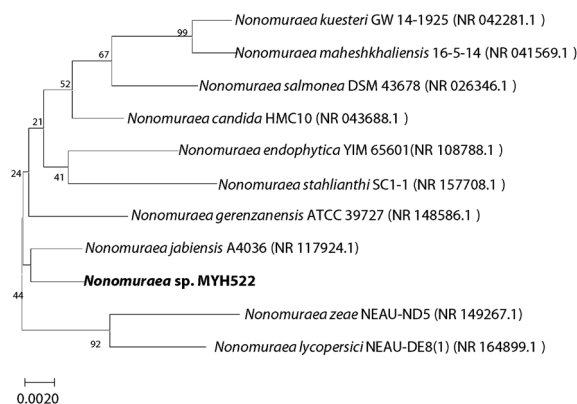 99
Nonomuraea kuesteri GW 14-1925 (NR 042281.1 )
Nonomuraea maheshkhaliensis 16-5-14 (NR 041569.1 )
67
Nonomuraea salmonea DSM 43678 (NR 026346.1 )
52
Nonomuraea candida HMC10 (NR 043688.1 )
21
Nonomuraea endophytica YIM 65601(NR 108788.1 )
41
Nonomuraea stahlianthi SC1-1 (NR 157708.1 )
24
Nonomuraea gerenzanensis ATCC 39727 (NR 148586.1 )
Nonomuraea jabiensis A4036 (NR 117924.1)
Nonomuraea sp. MYH522
44
Nonomuraea zeae NEAU-ND5 (NR 149267.1)
92
Nonomuraea lycopersici NEAU-DE8(1) (NR 164899.1 )
0.0020